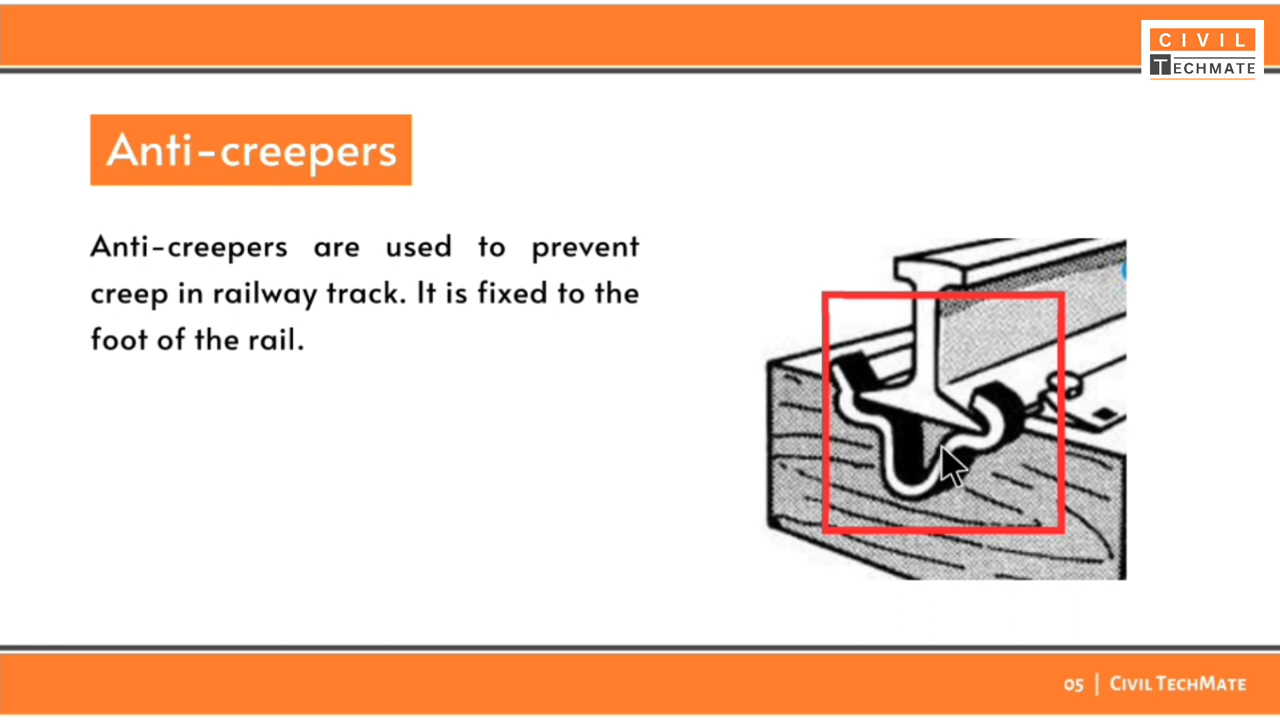 CIVIL
TECHMATE
Anti-creepers
Anti-creepers are used to prevent
creep in railway track. It is fixed to the
foot of the rail.
05 | CIVIL TECHMATE